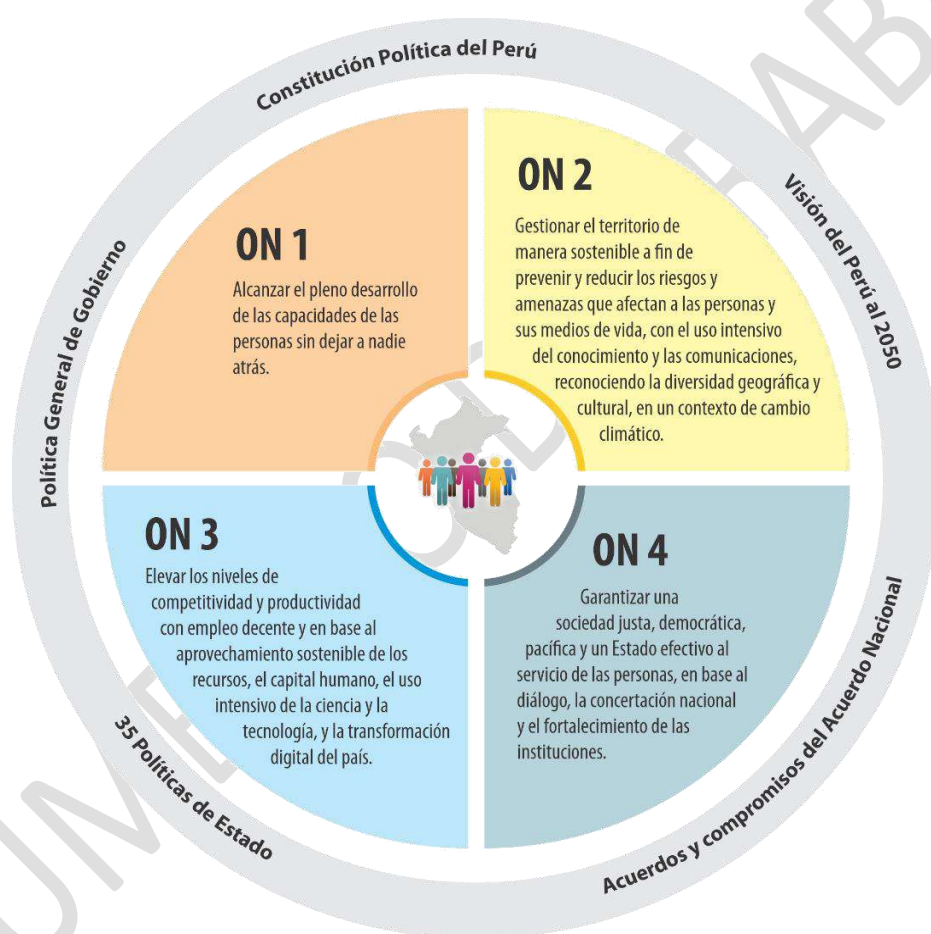 Constitución Política del Perú
Visión del Perú al 2050
Acuerdos y compromisos del Acuerdo Nacional
35 Políticas de Estado
Política General de Gobierno
ON 1
Alcanzar el pleno desarrollo
de las capacidades de las
personas sin dejar a nadie
atrás.
ON 2
Gestionar el territorio de
manera sostenible a fin de
prevenir y reducir los riesgos y
amenazas que afectan a las personas y
sus medios de vida, con el uso intensivo
del conocimiento y las comunicaciones,
reconociendo la diversidad geográfica y
cultural, en un contexto de cambio
climático.
ON 3
Elevar los niveles de
competitividad y productividad
con empleo decente y en base al
aprovechamiento sostenible de los
recursos, el capital humano, el uso
intensivo de la ciencia y la
tecnología, y la transformación
digital del país.
ON 4
Garantizar una
sociedad justa, democrática,
pacífica y un Estado efectivo al
servicio de las personas, en base al
diálogo, la concertación nacional
y el fortalecimiento de las
instituciones.